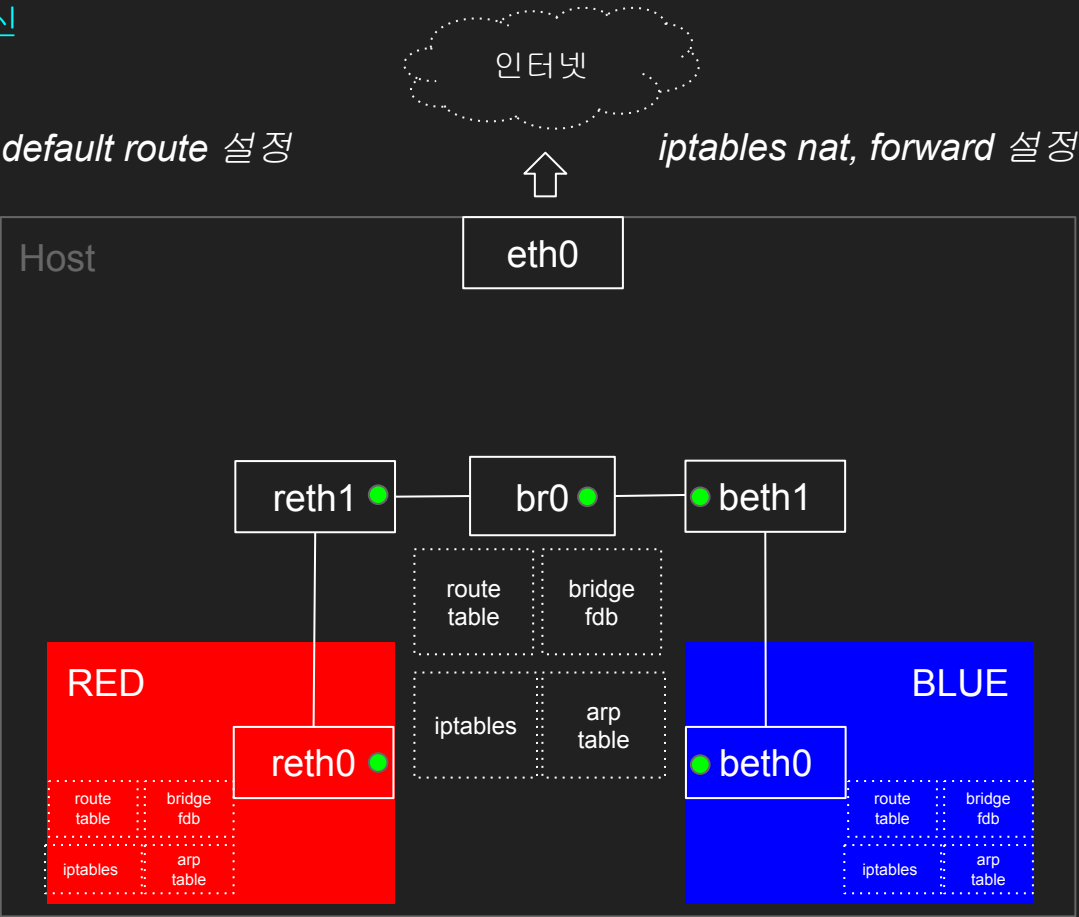 신
인터넷
default route 설정
iptables nat, forward 설정
Host
eth0
reth1
br0
beth1
route
table
bridge
fdb
iptables
arp
table
RED
reth0
route
table
bridge
fdb
iptables
arp
table
BLUE
beth0
route
table
bridge
fdb
iptables
arp
table